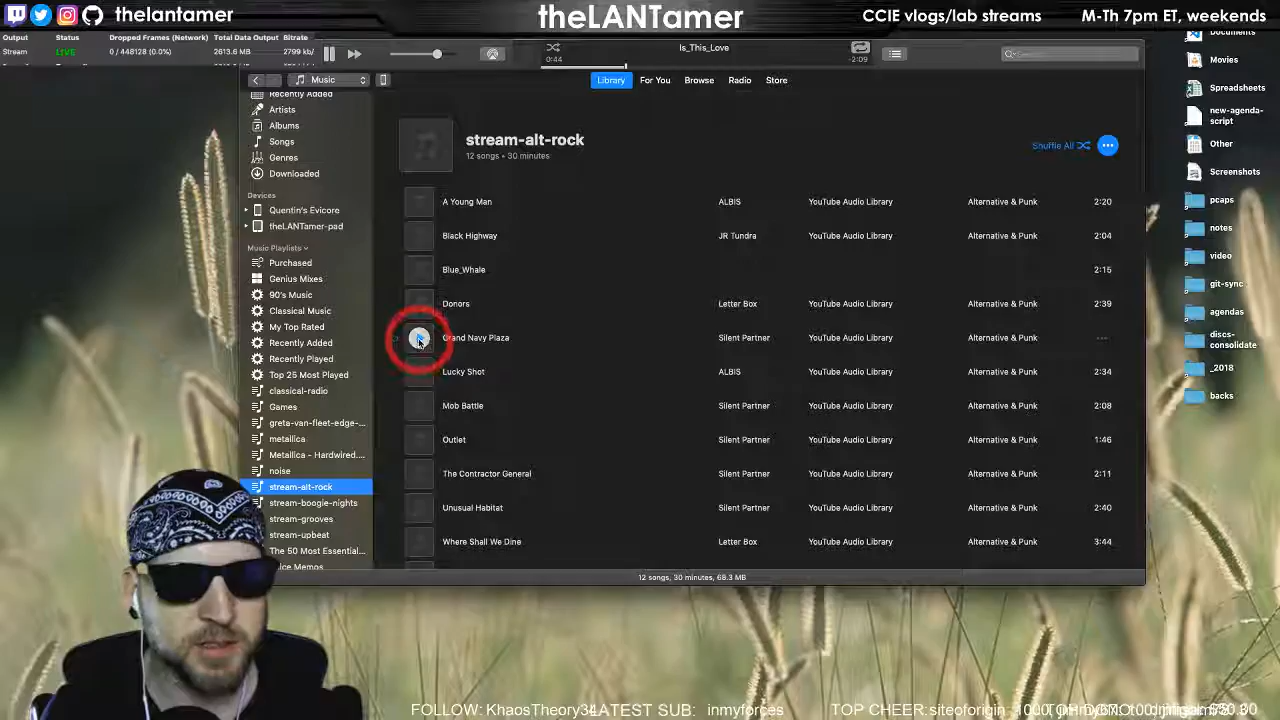 theLANtamer
theLANTamer
CCIE vlogs/lab streams
M-Th 7pm ET, weekends
Output Status Dropped Frames (Network) Total Data Output Bitrate
Stream LIVE 0 / 448128 (0.0%) 2613.6 MB 2799 kb/
Is_This_Love
0:44 -2:09
Music
Library For You Browse Radio Store
Recently Added
Artists
Albums
Songs
Genres
Downloaded
Devices
Quentin's Evicore
theLANTamer-pad
Music Playlists
Purchased
Genius Mixes
90's Music
Classical Music
My Top Rated
Recently Added
Recently Played
Top 25 Most Played
classical-radio
Games
greta-van-fleet-edge-...
metallica
Metallica - Hardwired....
noise
stream-alt-rock
stream-boogie-nights
stream-grooves
stream-upbeat
The 50 Most Essential...
ice Memos
stream-alt-rock
12 songs • 30 minutes
Shuffle All
A Young Man ALBIS YouTube Audio Library Alternative & Punk 2:20
Black Highway JR Tundra YouTube Audio Library Alternative & Punk 2:04
Blue_Whale 2:15
Donors Letter Box YouTube Audio Library Alternative & Punk 2:39
Grand Navy Plaza Silent Partner YouTube Audio Library Alternative & Punk ...
Lucky Shot ALBIS YouTube Audio Library Alternative & Punk 2:34
Mob Battle Silent Partner YouTube Audio Library Alternative & Punk 2:08
Outlet Silent Partner YouTube Audio Library Alternative & Punk 1:46
The Contractor General Silent Partner YouTube Audio Library Alternative & Punk 2:11
Unusual Habitat Silent Partner YouTube Audio Library Alternative & Punk 2:40
Where Shall We Dine Letter Box YouTube Audio Library Alternative & Punk 3:44
12 songs, 30 minutes, 68.3 MB
Documents
Movies
Spreadsheets
new-agenda-
script
Other
Screenshots
pcaps
notes
video
git-sync
agendas
discs-
consolidate
_2018
backs
FOLLOW: KhaosTheory34
LATEST SUB: inmyforces
TOP CHEER: siteoforigin